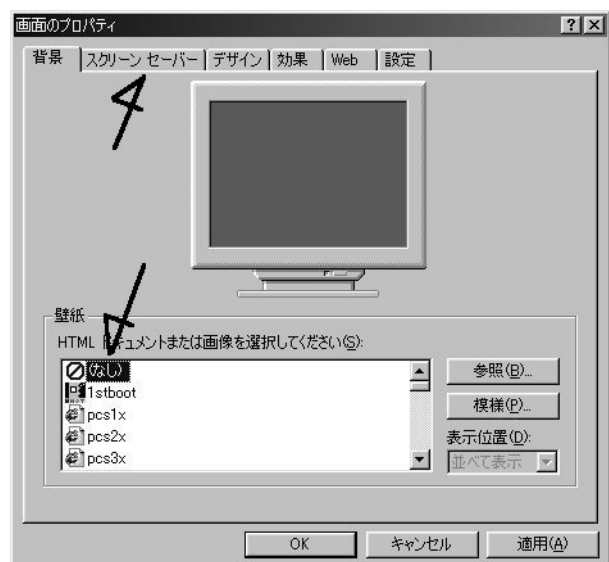 画面のプロパティ
背景 スクリーン セーバー デザイン 効果 Web 設定
壁紙
HTML ドキュメントまたは画像を選択してください(S):
(なし)
1stboot
pcs1x
pcs2x
pcs3x
参照(B)...
模様(P)...
表示位置(D):
並べて表示
OK キャンセル 適用(A)